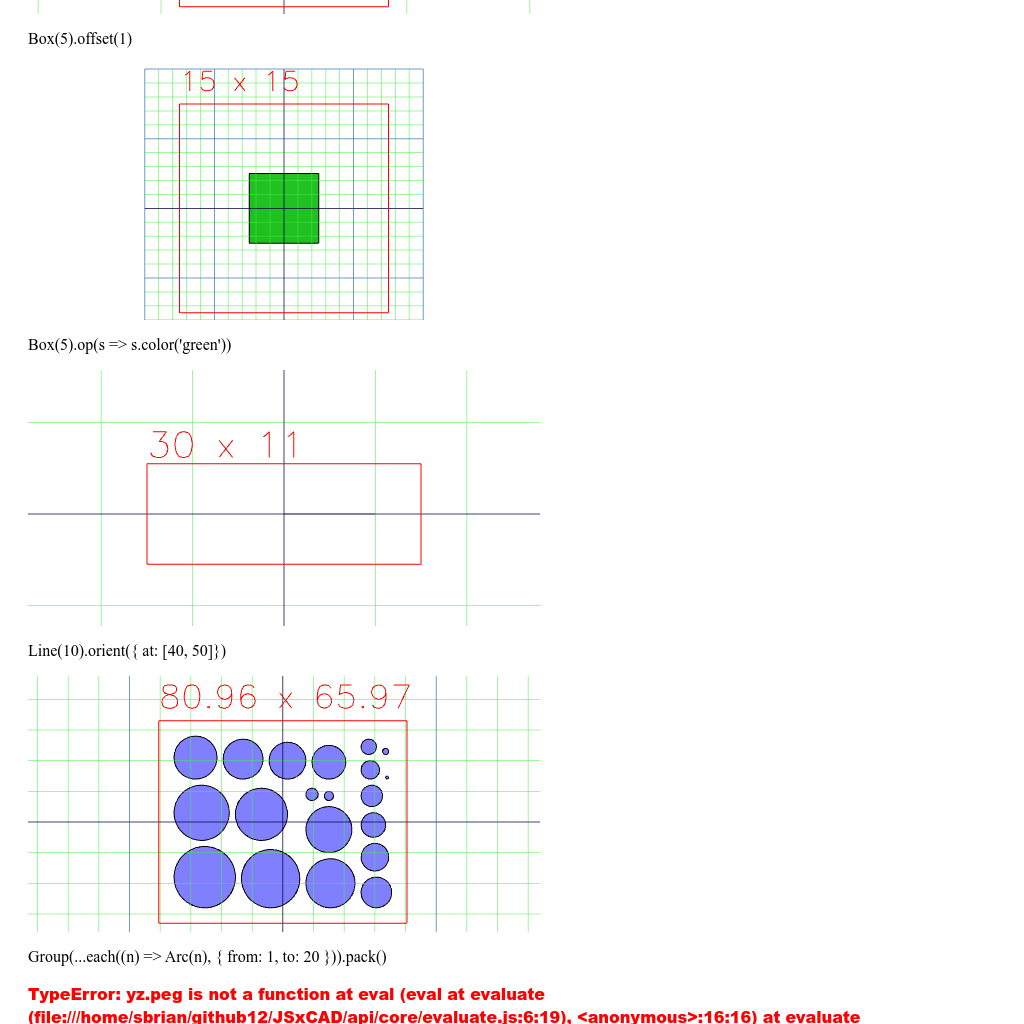 Box(5).offset(1)
15 x 15
Box(5).op(s => s.color('green'))
30 x 11
Line(10).orient({ at: [40, 50]})
80.96 x 65.97
Group(...each((n) => Arc(n), { from: 1, to: 20 })).pack()
TypeError: yz.peg is not a function at eval (eval at evaluate
(file:///home/sbrian/github12/JSxCAD/api/core/evaluate.js:6:19), <anonymous>:16:16) at evaluate